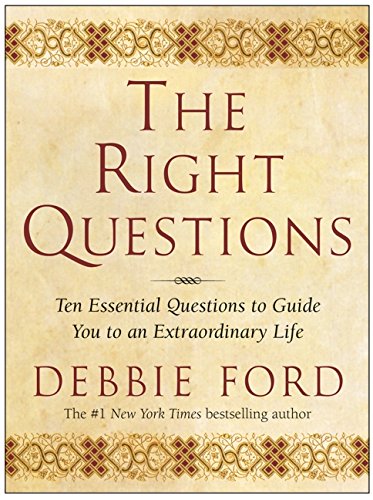 THE
RIGHT
QUESTIONS
Ten Essential Questions to Guide
You to an Extraordinary Life
DEBBIE FORD
The #1 New York Times bestselling author